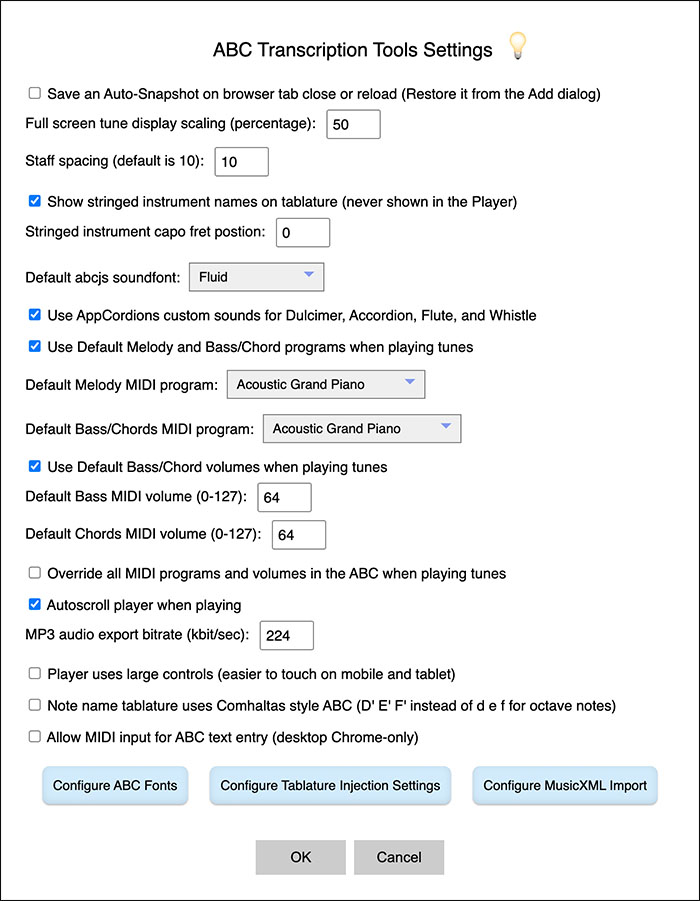 ABC Transcription Tools Settings
Save an Auto-Snapshot on browser tab close or reload (Restore it from the Add dialog)
Full screen tune display scaling (percentage): 50
Staff spacing (default is 10): 10
Show stringed instrument names on tablature (never shown in the Player)
Stringed instrument capo fret postion: 0
Default abcjs soundfont: Fluid
Use AppCordions custom sounds for Dulcimer, Accordion, Flute, and Whistle
Use Default Melody and Bass/Chord programs when playing tunes
Default Melody MIDI program: Acoustic Grand Piano
Default Bass/Chords MIDI program: Acoustic Grand Piano
Use Default Bass/Chord volumes when playing tunes
Default Bass MIDI volume (0-127): 64
Default Chords MIDI volume (0-127): 64
Override all MIDI programs and volumes in the ABC when playing tunes
Autoscroll player when playing
MP3 audio export bitrate (kbit/sec): 224
Player uses large controls (easier to touch on mobile and tablet)
Note name tablature uses Comhaltas style ABC (D' E' F' instead of d e f for octave notes)
Allow MIDI input for ABC text entry (desktop Chrome-only)
Configure ABC Fonts Configure Tablature Injection Settings Configure MusicXML Import
OK Cancel